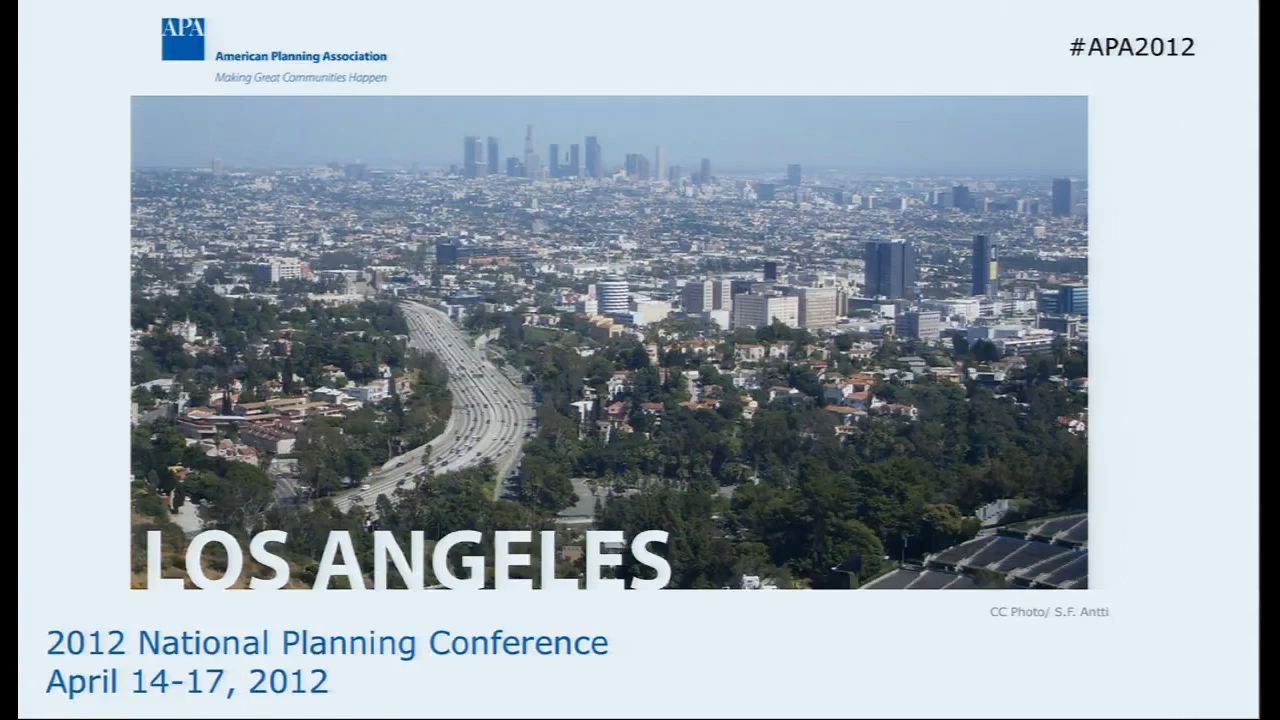 APA
American Planning Association
Making Great Communities Happen
#APA2012
LOS ANGELES
CC Photo/ S.F. Antti
2012 National Planning Conference
April 14-17, 2012